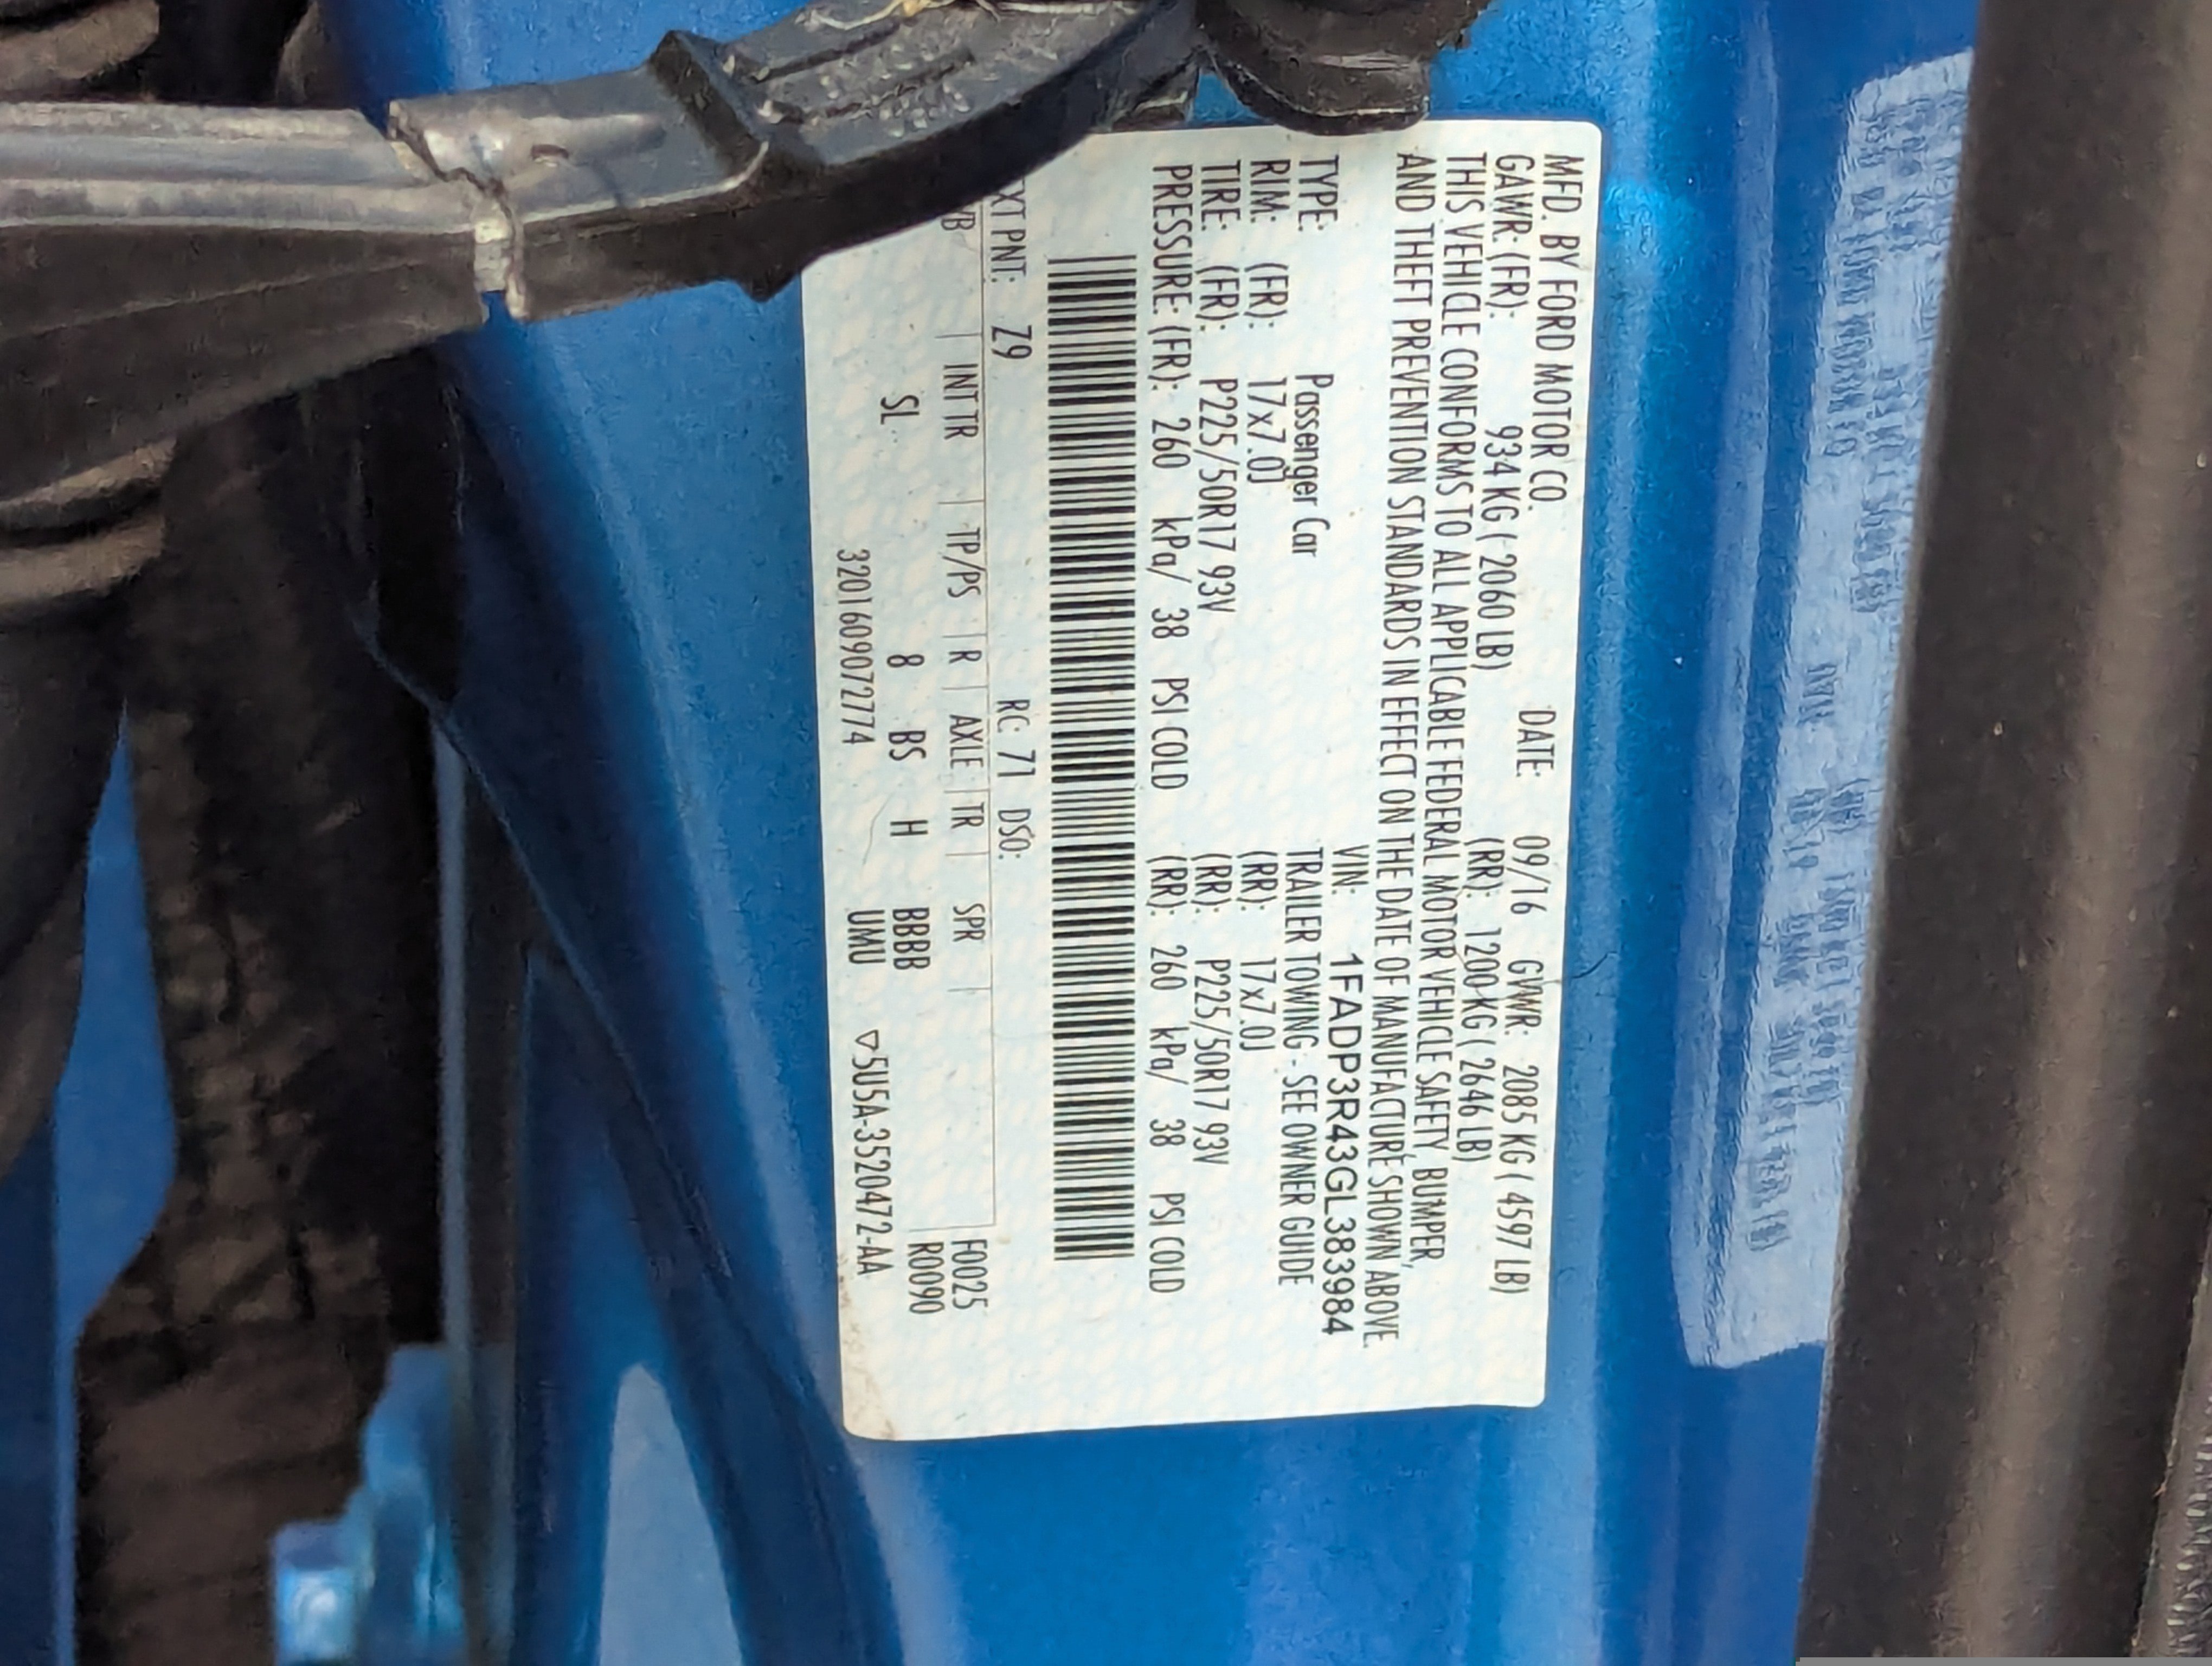 MFD. BY FORD MOTOR CO.
DATE: 09/16 GVWR: 2085 KG ( 4597 LB)
GAWR: (FR): 934 KG ( 2060 LB) (RR): 1200 KG ( 2646 LB)
THIS VEHICLE CONFORMS TO ALL APPLICABLE FEDERAL MOTOR VEHICLE SAFETY, BUMPER,
AND THEFT PREVENTION STANDARDS IN EFFECT ON THE DATE OF MANUFACTURE SHOWN ABOVE.
VIN: 1FADP3R43GL383984
TYPE: Passenger Car TRAILER TOWING - SEE OWNER GUIDE
RIM: (FR): 17x7.0J (RR): 17x7.0J
TIRE: (FR): P225/50R17 93V (RR): P225/50R17 93V
PRESSURE: (FR): 260 kPa/ 38 PSI COLD (RR): 260 kPa/ 38 PSI COLD
XT PNT: Z9 RC: 71 DSO:
INT TR TP/PS R AXLE TR SPR F0025
SL 8 BS H BBBB R0090
3201609072774 UMU ▽5U5A-3520472-AA